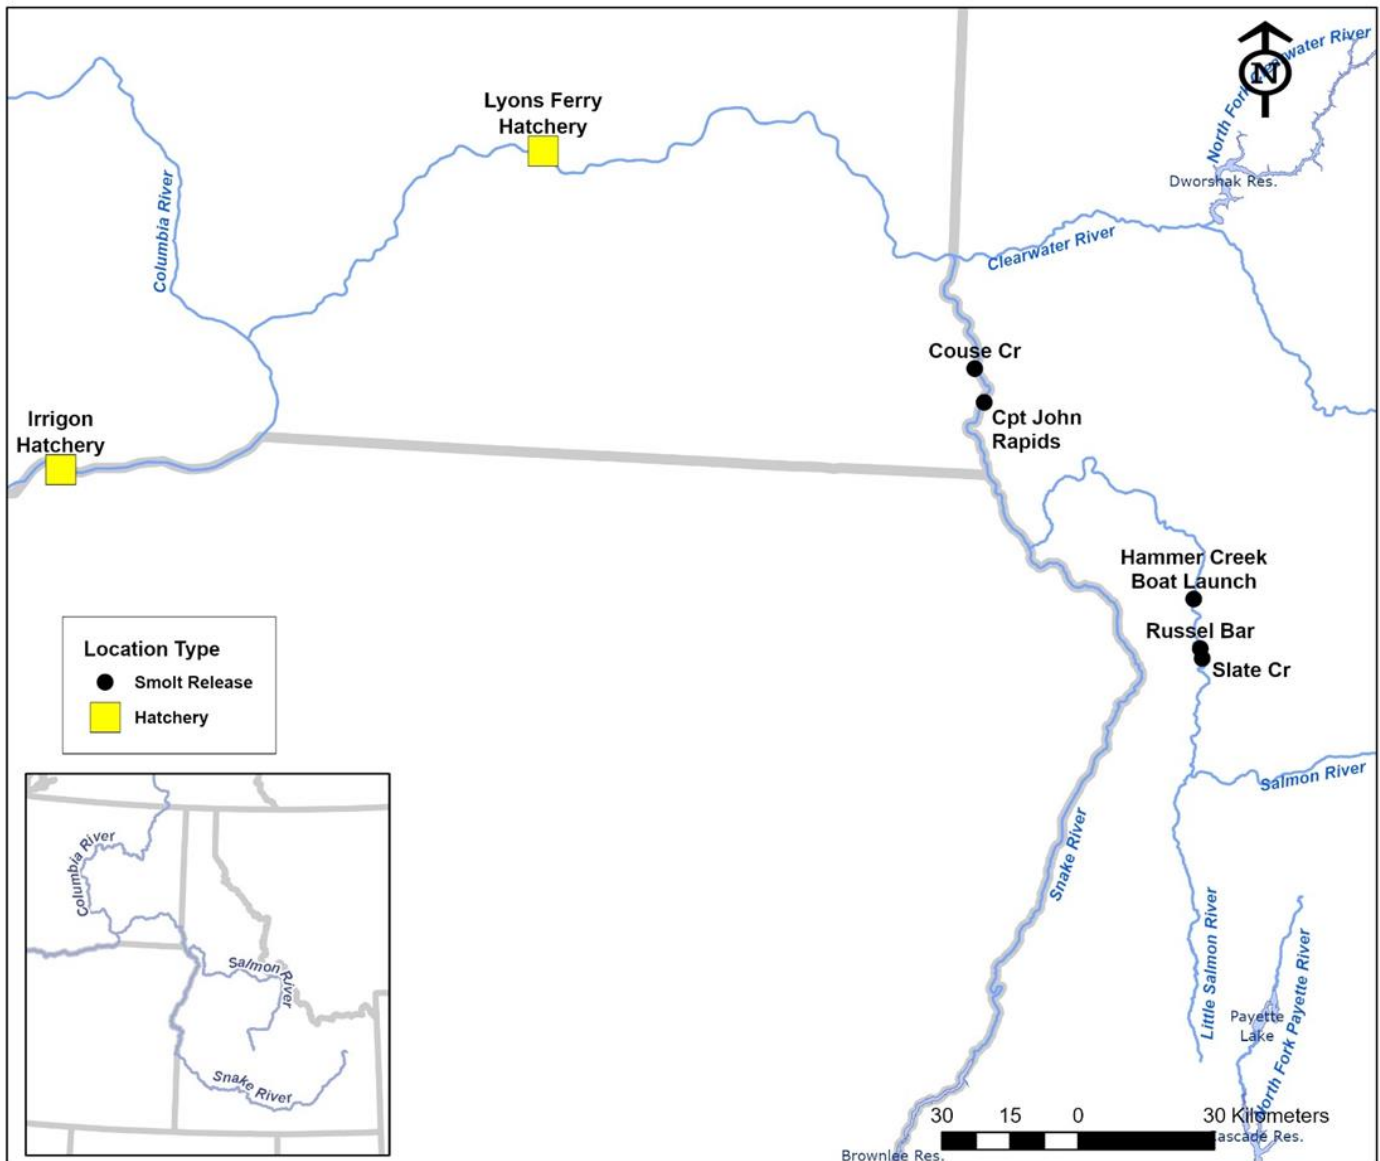 North Fork Clearwater River
N
Lyons Ferry
Hatchery
Dworshak Res.
Columbia River
Clearwater River
Couse Cr
Irrigon
Hatchery
Cpt John
Rapids
Hammer Creek
Boat Launch
Russel Bar
Slate Cr
Location Type
Smolt Release
Hatchery
Salmon River
Snake River
Little Salmon River
Payette
Lake
North Fork Payette River
Columbia River
Salmon River
Snake River
30 15 0 30 Kilometers
Cascade Res.
Brownlee Res.